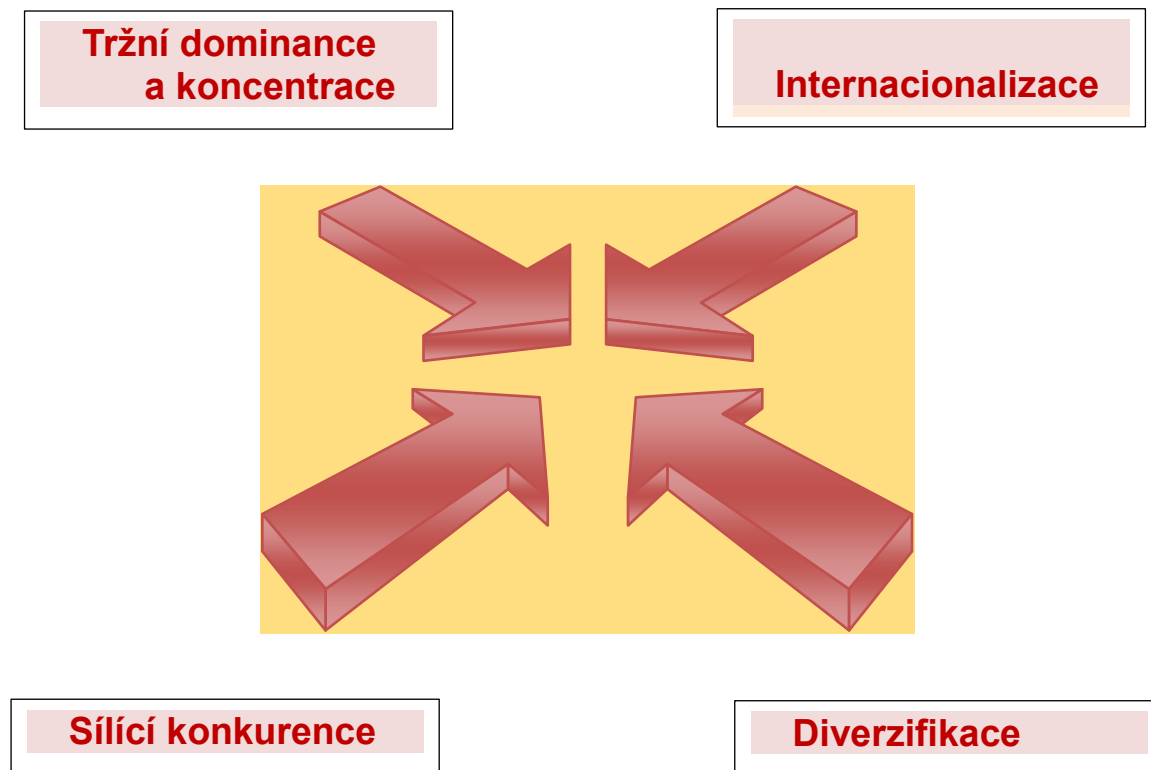 Tržní dominance
a koncentrace
Internacionalizace
Sílící konkurence
Diverzifikace